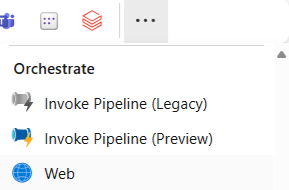 Orchestrate
Invoke Pipeline (Legacy)
Invoke Pipeline (Preview)
Web